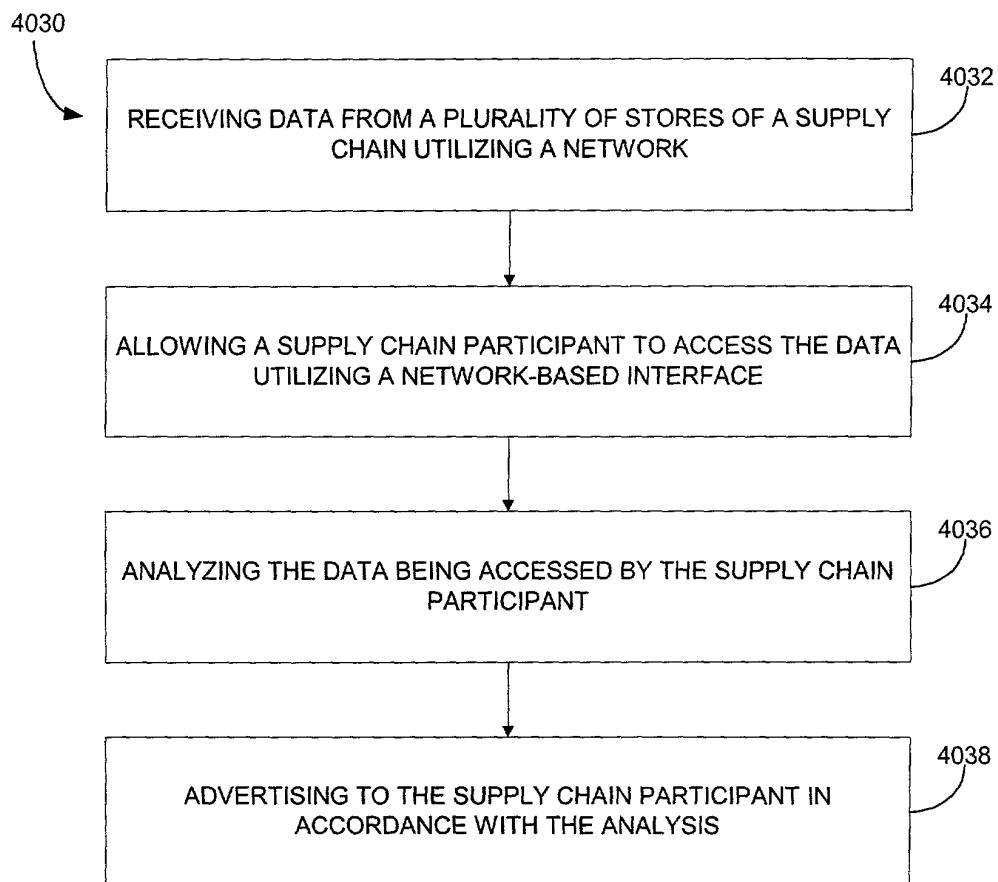 4030
4032
RECEIVING DATA FROM A PLURALITY OF STORES OF A SUPPLY
CHAIN UTILIZING A NETWORK
4034
ALLOWING A SUPPLY CHAIN PARTICIPANT TO ACCESS THE DATA
UTILIZING A NETWORK-BASED INTERFACE
4036
ANALYZING THE DATA BEING ACCESSED BY THE SUPPLY CHAIN
PARTICIPANT
4038
ADVERTISING TO THE SUPPLY CHAIN PARTICIPANT IN
ACCORDANCE WITH THE ANALYSIS